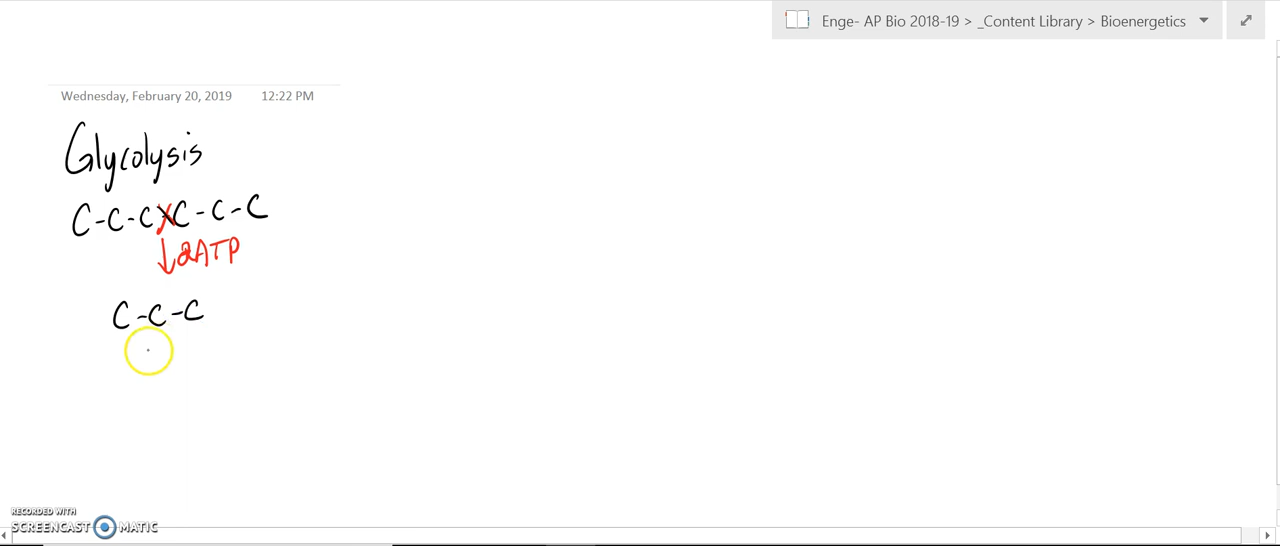 Enge- AP Bio 2018-19 > _Content Library > Bioenergetics
Wednesday, February 20, 2019 12:22 PM
Glycolysis
C-C-C-C-C-C
2ATP
C-C-C
RECORDED WITH
SCREENCAST MATIC